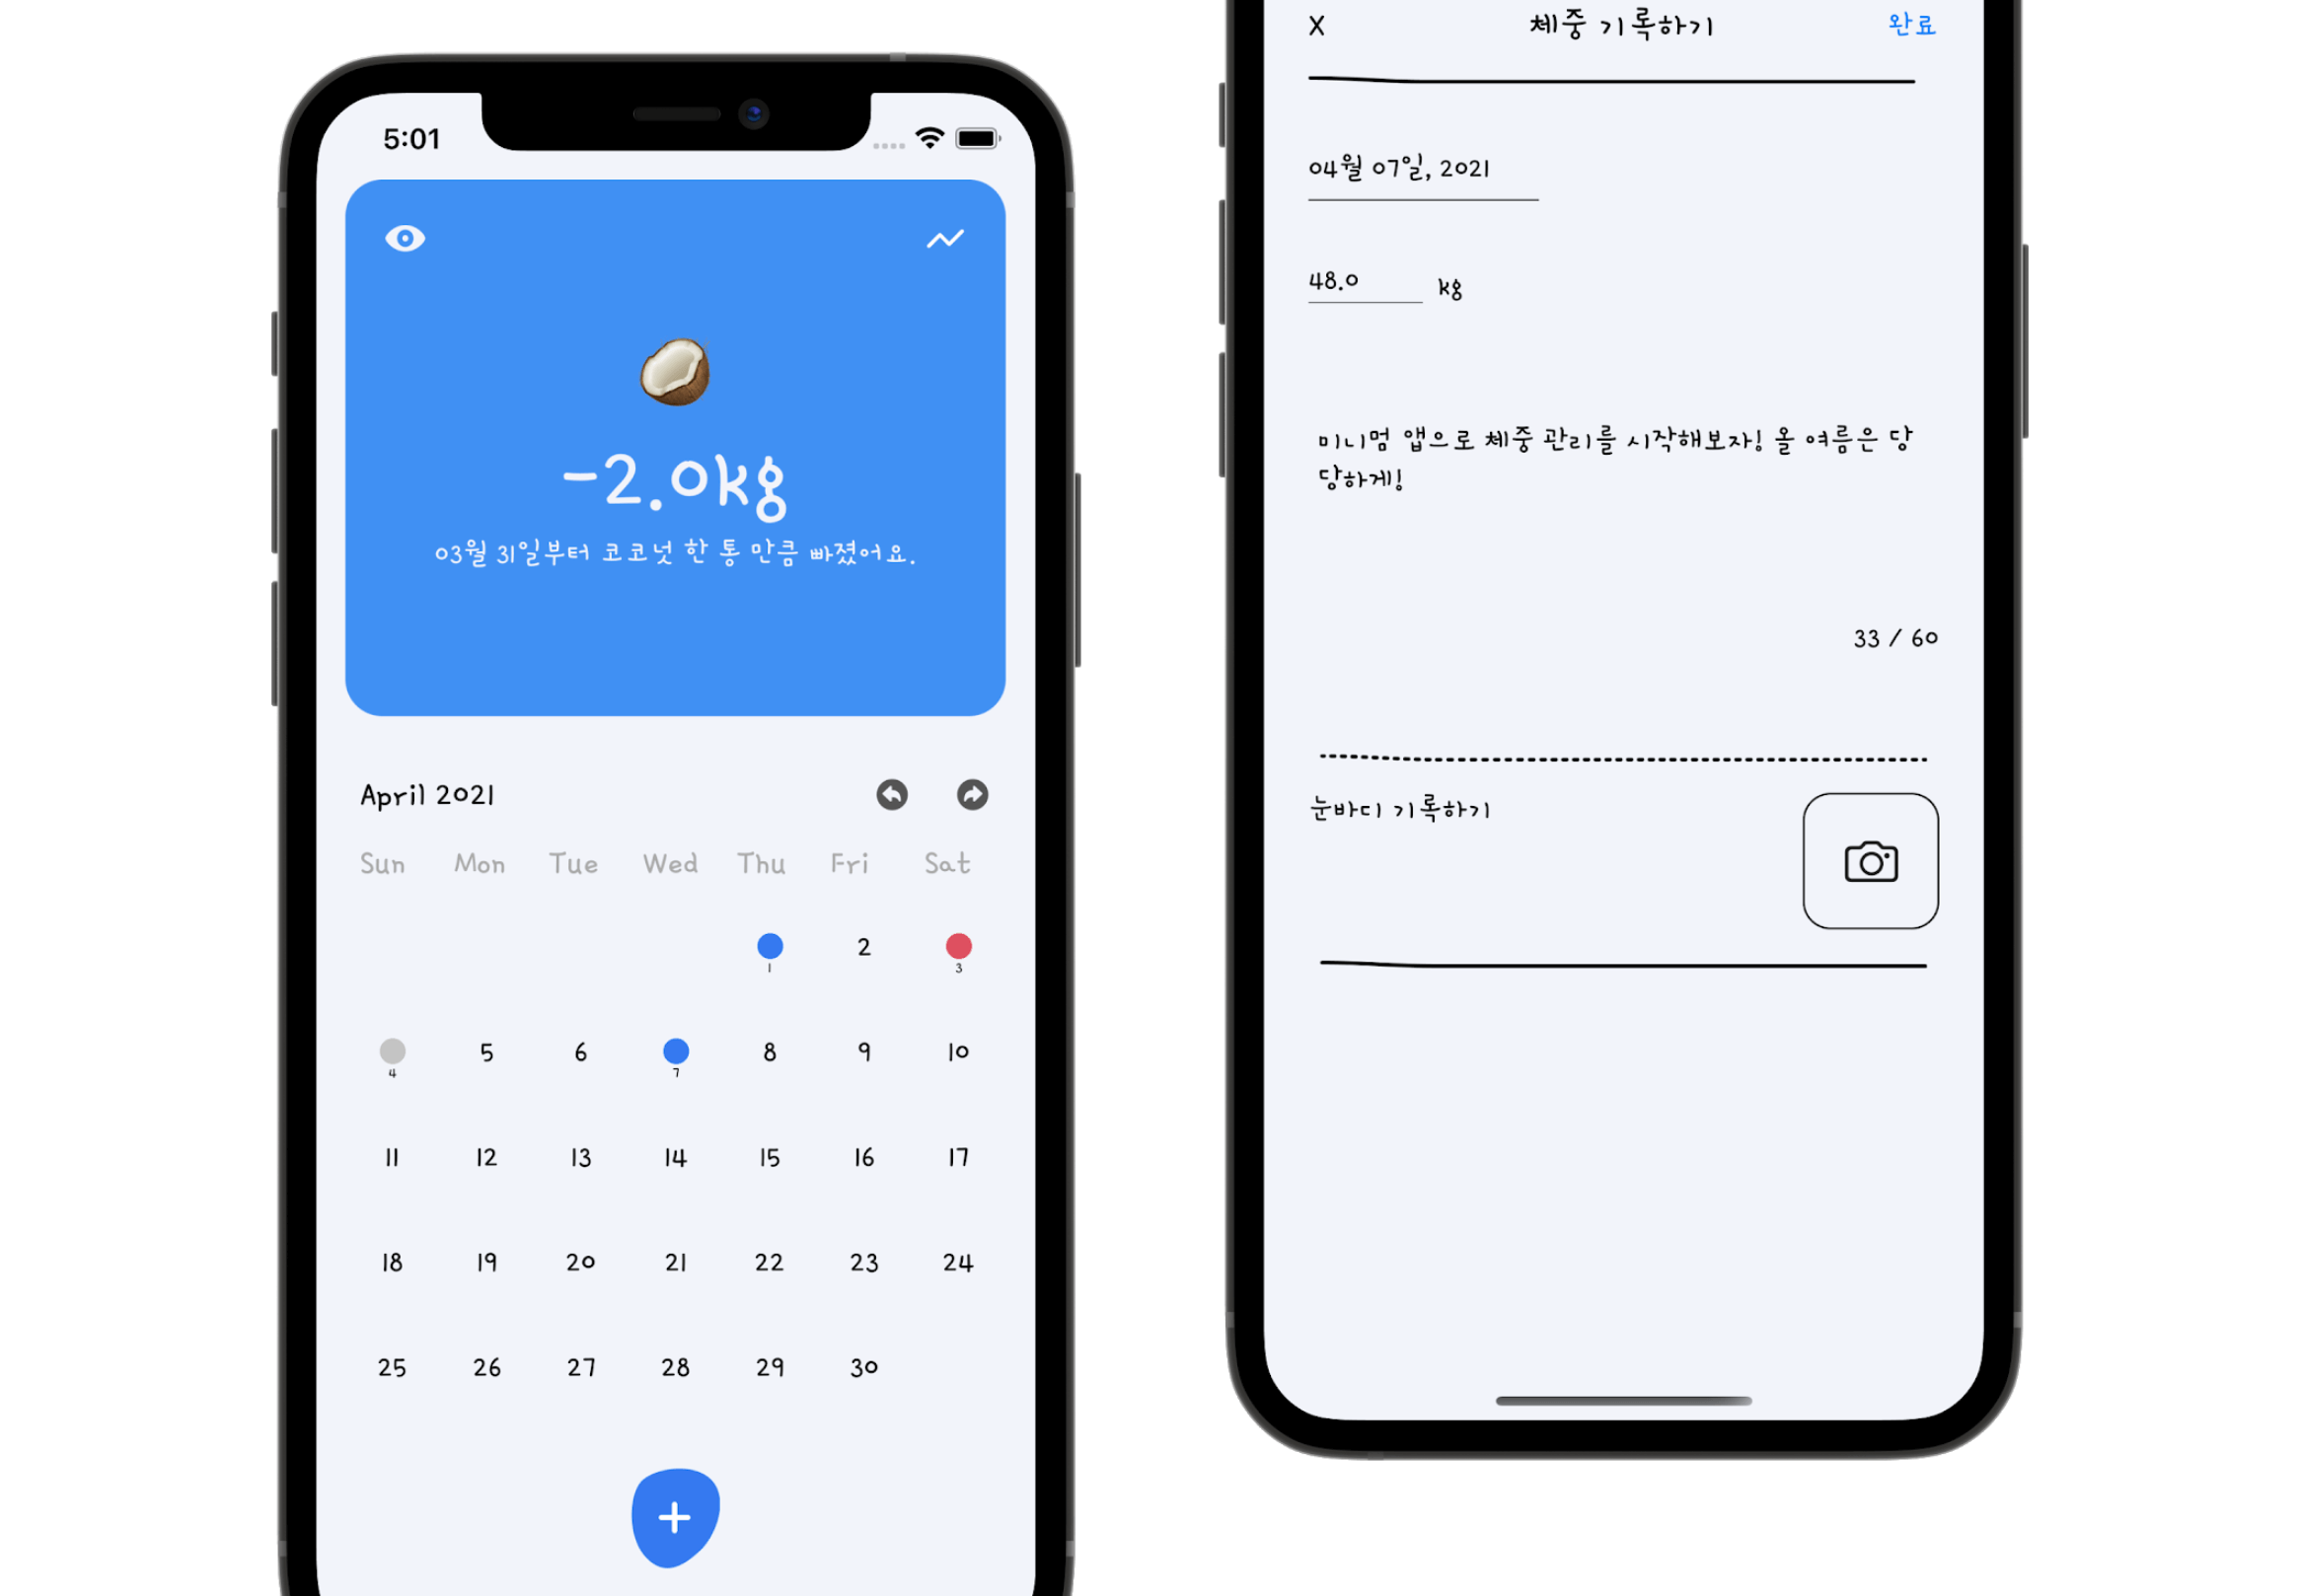 5:01
-2.0kg
03월 31일부터 코코넛 한 통 만큼 빠졌어요.
April 2021
Sun Mon Tue Wed Thu Fri Sat
1 2 3
4 5 6 7 8 9 10
11 12 13 14 15 16 17
18 19 20 21 22 23 24
25 26 27 28 29 30
+
X 체중 기록하기 완료
04월 07일, 2021
48.0 kg
미니멈 앱으로 체중 관리를 시작해보자! 올 여름은 당
당하게!
33 / 60
눈바디 기록하기